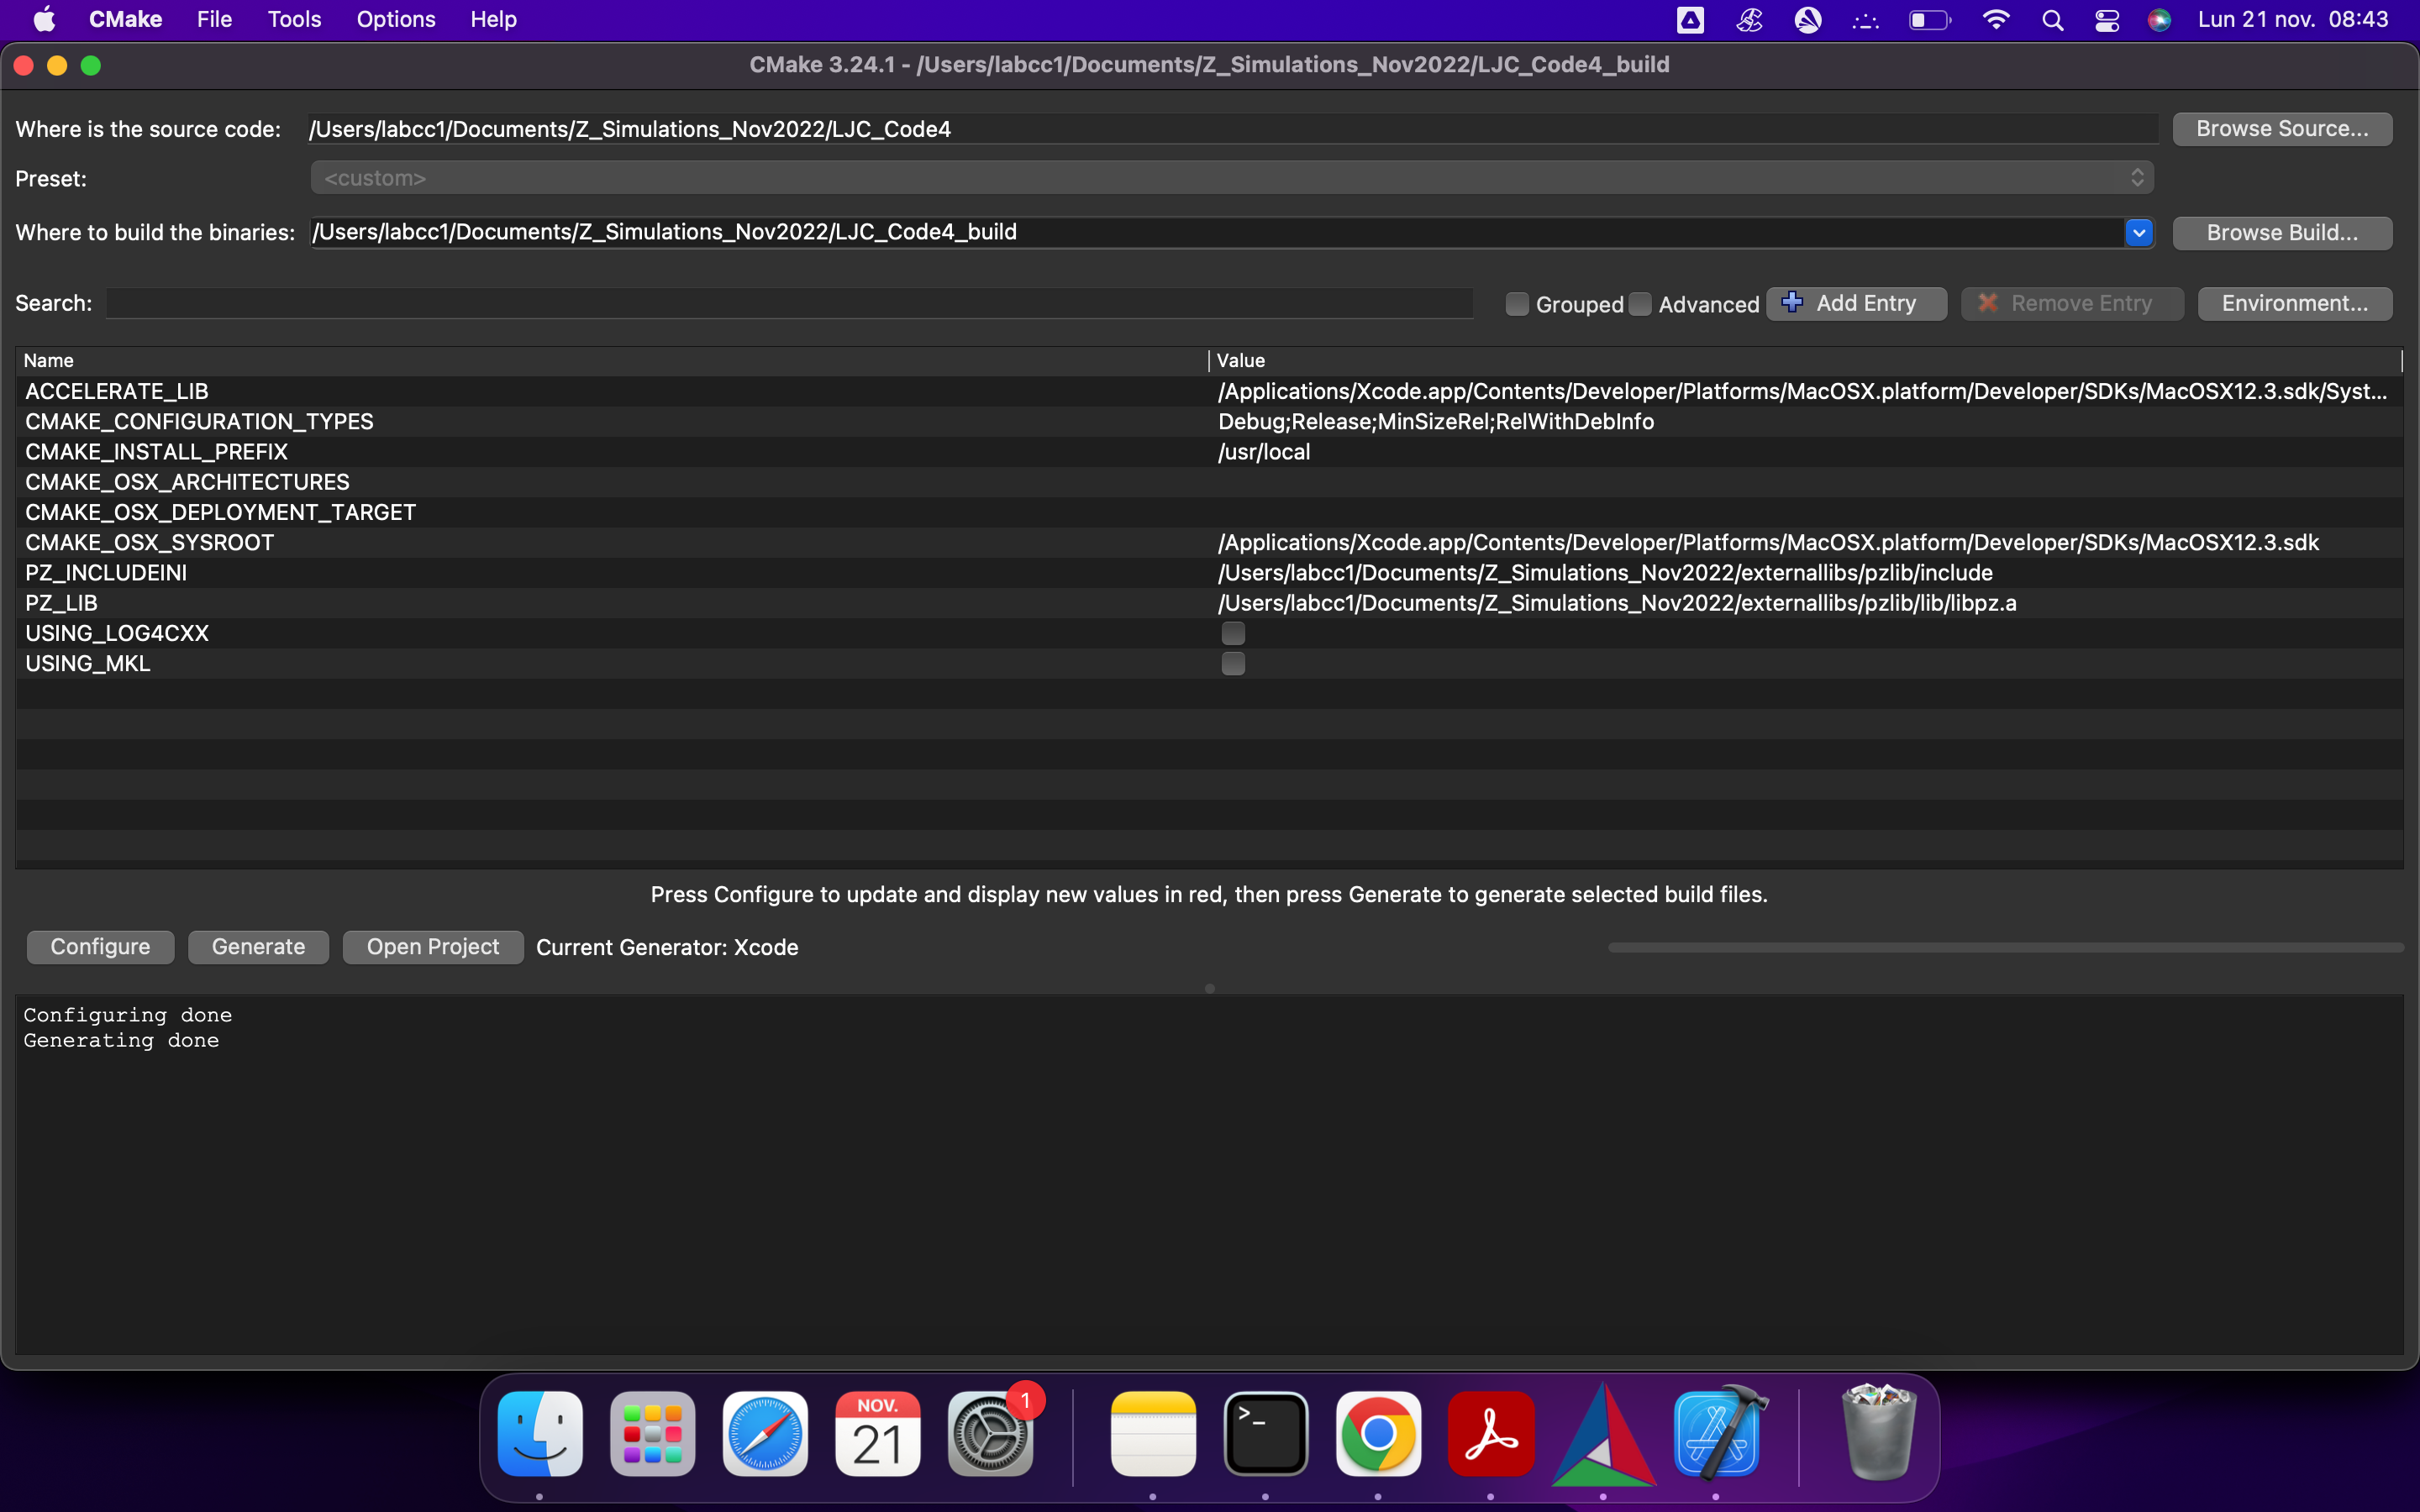 CMake File Tools Options Help Lun 21 nov. 08:43
CMake 3.24.1 - /Users/labcc1/Documents/Z_Simulations_Nov2022/LJC_Code4_build
Where is the source code: /Users/labcc1/Documents/Z_Simulations_Nov2022/LJC_Code4 Browse Source...
Preset: <custom>
Where to build the binaries: /Users/labcc1/Documents/Z_Simulations_Nov2022/LJC_Code4_build Browse Build...
Search: Grouped Advanced Add Entry Remove Entry Environment...
Name Value
ACCELERATE_LIB /Applications/Xcode.app/Contents/Developer/Platforms/MacOSX.platform/Developer/SDKs/MacOSX12.3.sdk/Syst...
CMAKE_CONFIGURATION_TYPES Debug;Release;MinSizeRel;RelWithDebInfo
CMAKE_INSTALL_PREFIX /usr/local
CMAKE_OSX_ARCHITECTURES
CMAKE_OSX_DEPLOYMENT_TARGET
CMAKE_OSX_SYSROOT /Applications/Xcode.app/Contents/Developer/Platforms/MacOSX.platform/Developer/SDKs/MacOSX12.3.sdk
PZ_INCLUDEINI /Users/labcc1/Documents/Z_Simulations_Nov2022/externallibs/pzlib/include
PZ_LIB /Users/labcc1/Documents/Z_Simulations_Nov2022/externallibs/pzlib/lib/libpz.a
USING_LOG4CXX
USING_MKL
Press Configure to update and display new values in red, then press Generate to generate selected build files.
Configure Generate Open Project Current Generator: Xcode
Configuring done
Generating done
NOV. 1
21 >_